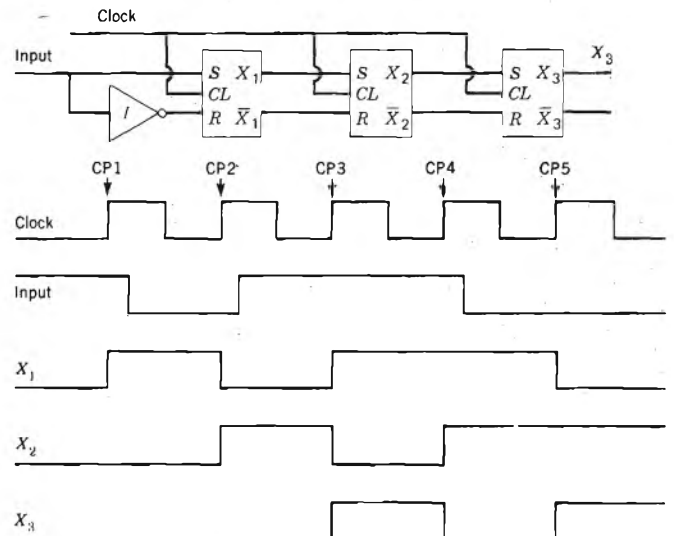 Clock
Input
X₃
S X₁
CL
R X̅₁
S X₂
CL
R X̅₂
S X₃
CL
R X̅₃
I
CP1 CP2 CP3 CP4 CP5
Clock
Input
X₁
X₂
X₃